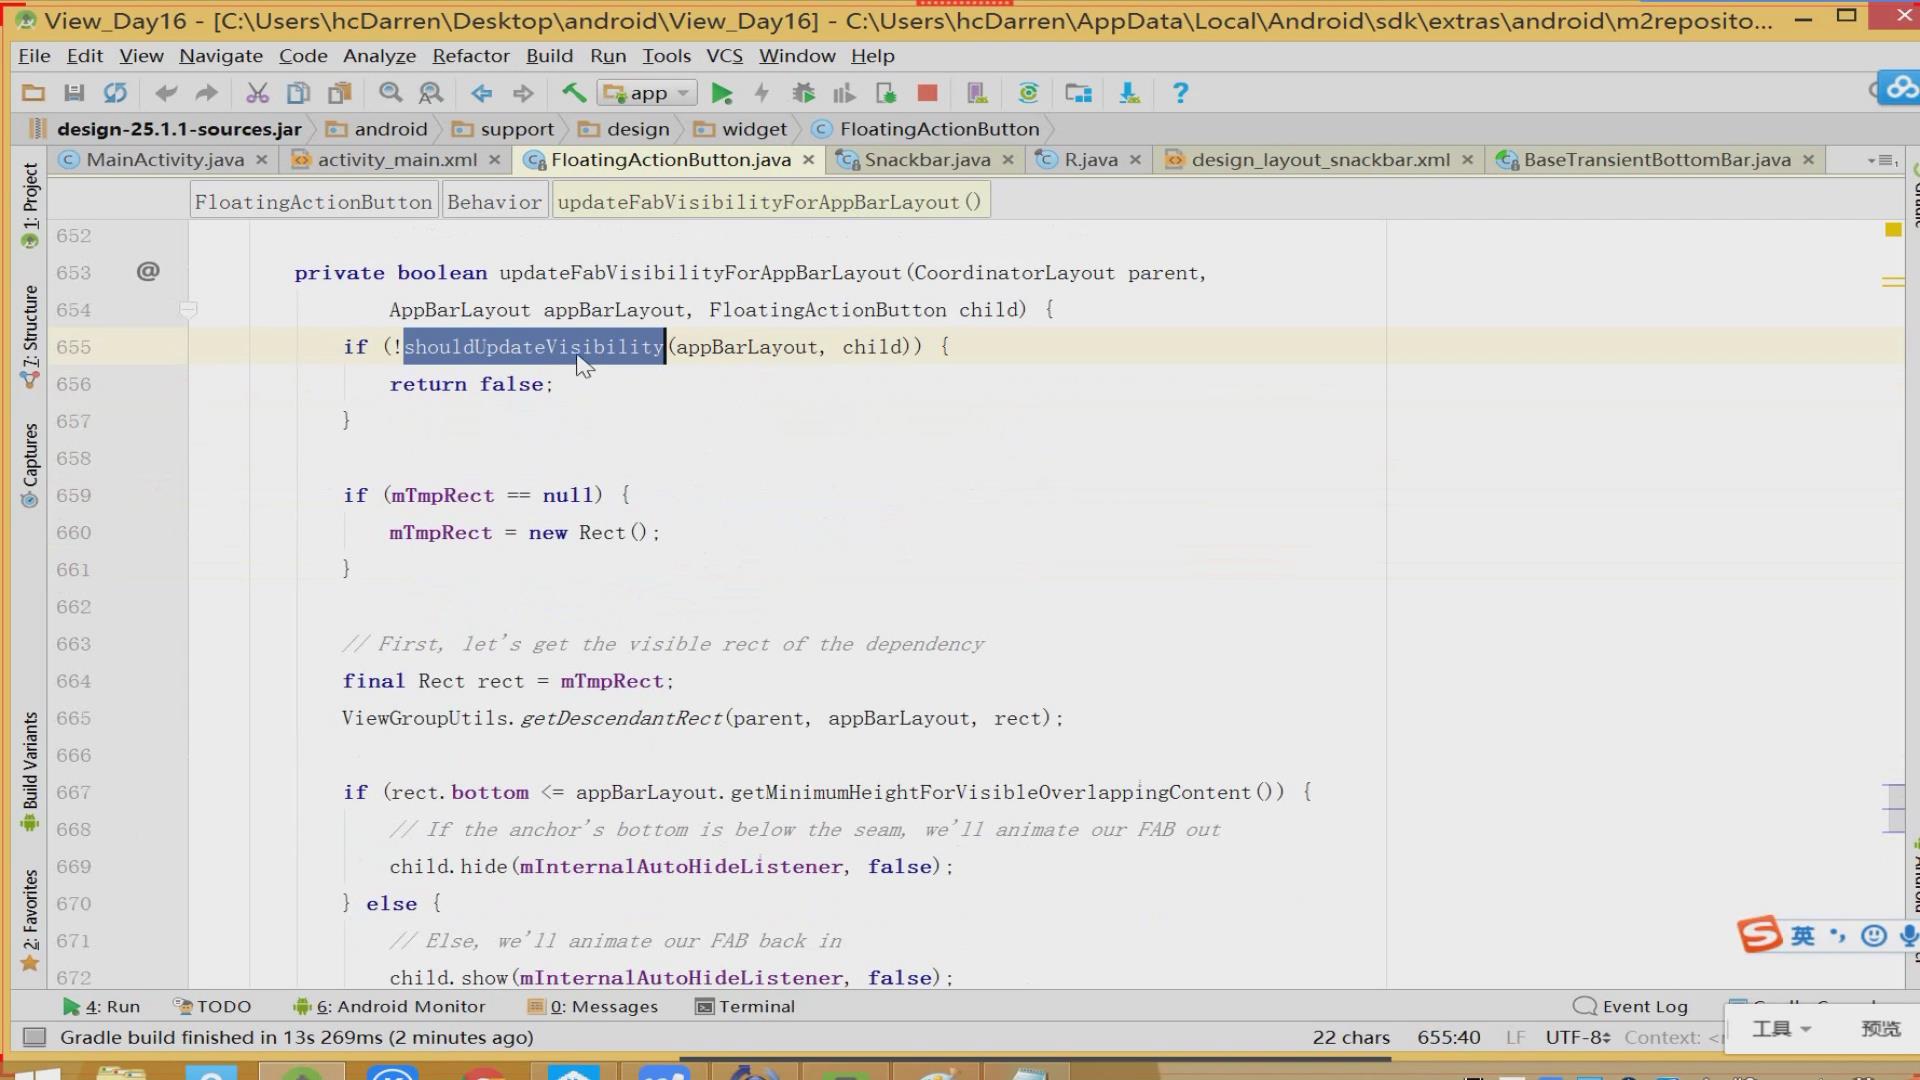 View_Day16 - [C:\Users\hcDarren\Desktop\android\View_Day16] - C:\Users\hcDarren\AppData\Local\Android\sdk\extras\android\m2reposito...
File Edit View Navigate Code Analyze Refactor Build Run Tools VCS Window Help
app
design-25.1.1-sources.jar android support design widget FloatingActionButton
MainActivity.java activity_main.xml FloatingActionButton.java Snackbar.java R.java design_layout_snackbar.xml BaseTransientBottomBar.java
FloatingActionButton Behavior updateFabVisibilityForAppBarLayout()
1: Project
7: Structure
Captures
Build Variants
2: Favorites
652
653 @ private boolean updateFabVisibilityForAppBarLayout(CoordinatorLayout parent,
654 AppBarLayout appBarLayout, FloatingActionButton child) {
655 if (!shouldUpdateVisibility(appBarLayout, child)) {
656 return false;
657 }
658
659 if (mTmpRect == null) {
660 mTmpRect = new Rect();
661 }
662
663 // First, let's get the visible rect of the dependency
664 final Rect rect = mTmpRect;
665 ViewGroupUtils.getDescendantRect(parent, appBarLayout, rect);
666
667 if (rect.bottom <= appBarLayout.getMinimumHeightForVisibleOverlappingContent()) {
668 // If the anchor's bottom is below the seam, we'll animate our FAB out
669 child.hide(mInternalAutoHideListener, false);
670 } else {
671 // Else, we'll animate our FAB back in
672 child.show(mInternalAutoHideListener, false);
英
4: Run TODO 6: Android Monitor 0: Messages Terminal Event Log
Gradle build finished in 13s 269ms (2 minutes ago) 22 chars 655:40 LF UTF-8 Context: 工具 预览